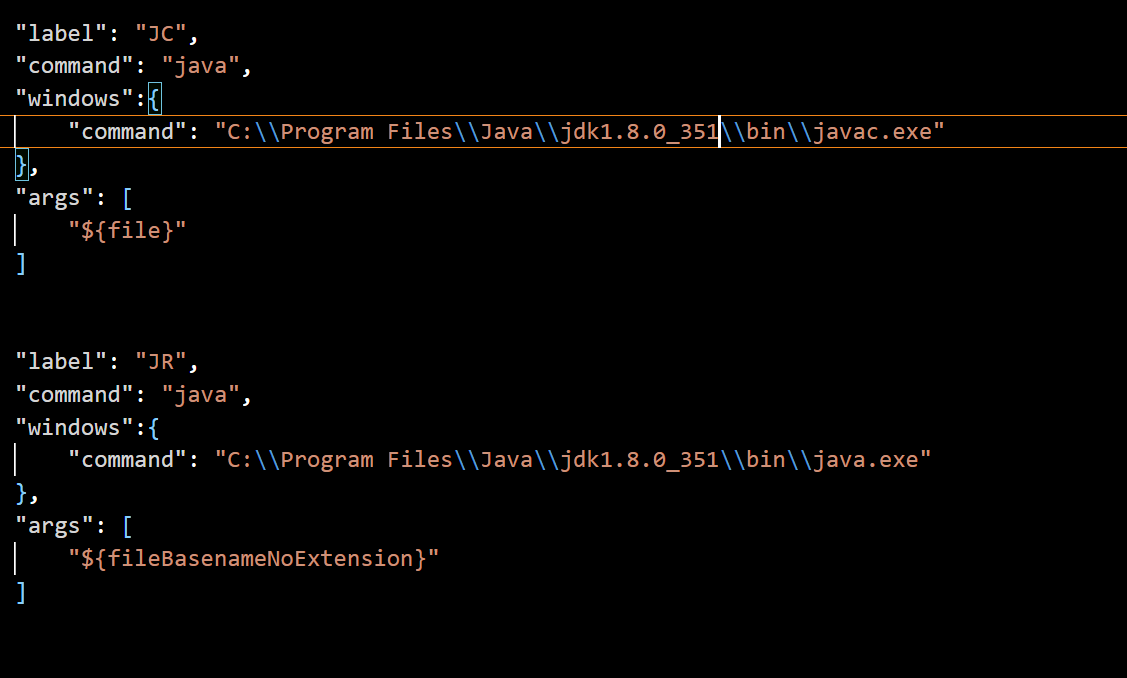 "label": "JC",
"command": "java",
"windows":{
"command": "C:\\Program Files\\Java\\jdk1.8.0_351\\bin\\javac.exe"
},
"args": [
"${file}"
]
"label": "JR",
"command": "java",
"windows":{
"command": "C:\\Program Files\\Java\\jdk1.8.0_351\\bin\\java.exe"
},
"args": [
"${fileBasenameNoExtension}"
]